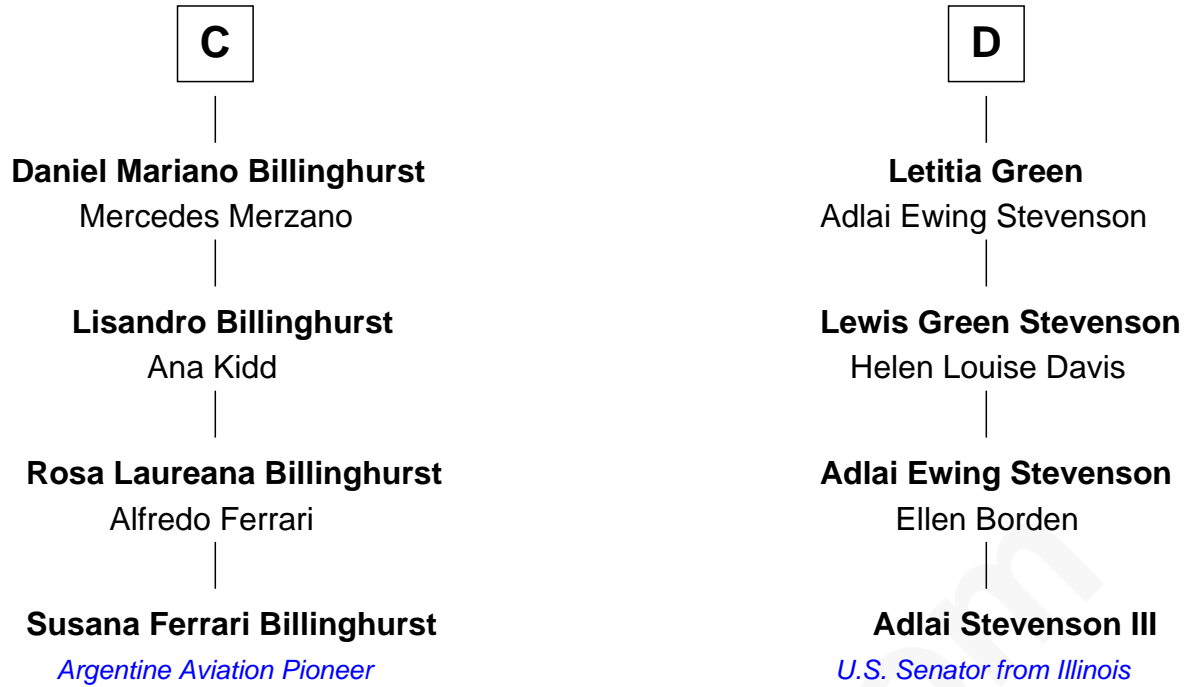 C
Daniel Mariano Billinghurst
Mercedes Merzano
Lisandro Billinghurst
Ana Kidd
Rosa Laureana Billinghurst
Alfredo Ferrari
Susana Ferrari Billinghurst
Argentine Aviation Pioneer
D
Letitia Green
Adlai Ewing Stevenson
Lewis Green Stevenson
Helen Louise Davis
Adlai Ewing Stevenson
Ellen Borden
Adlai Stevenson III
U.S. Senator from Illinois